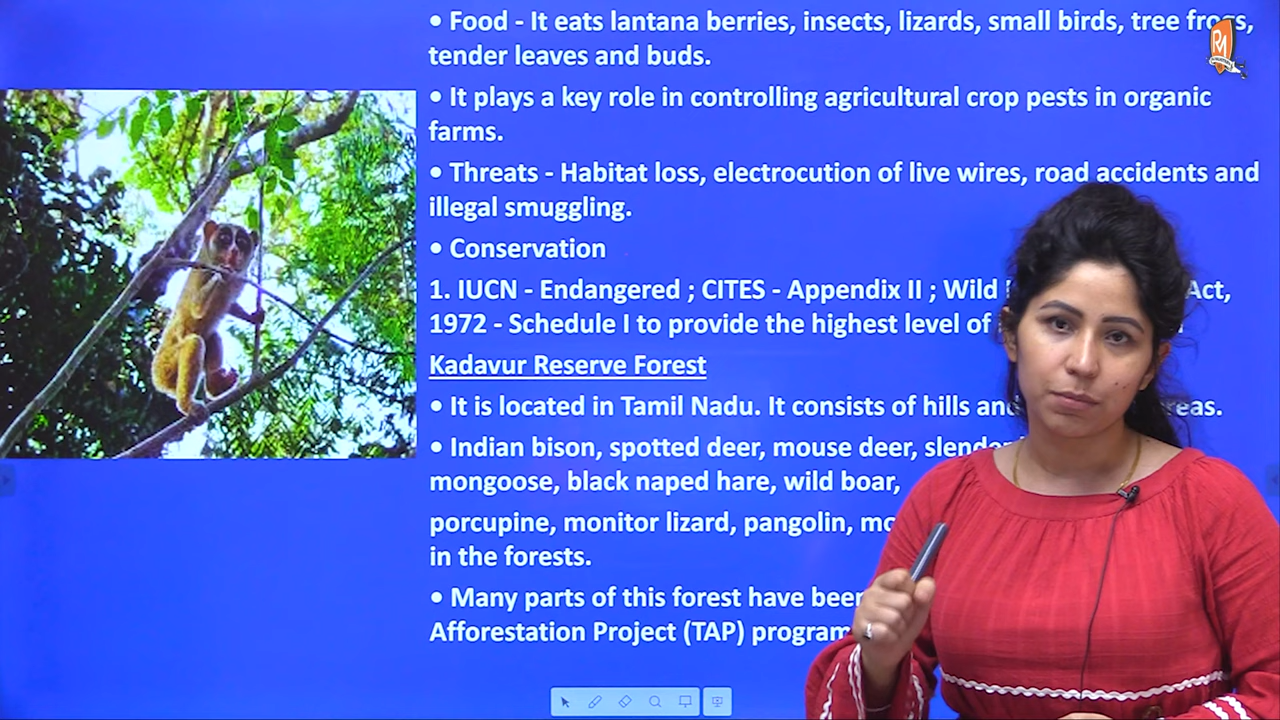 • Food - It eats lantana berries, insects, lizards, small birds, tree frogs,
tender leaves and buds.
• It plays a key role in controlling agricultural crop pests in organic
farms.
• Threats - Habitat loss, electrocution of live wires, road accidents and
illegal smuggling.
• Conservation
1. IUCN - Endangered ; CITES - Appendix II ; Wild Act,
1972 - Schedule I to provide the highest level of
Kadavur Reserve Forest
• It is located in Tamil Nadu. It consists of hills and
• Indian bison, spotted deer, mouse deer,
mongoose, black naped hare, wild boar,
porcupine, monitor lizard, pangolin,
in the forests.
• Many parts of this forest have been
Afforestation Project (TAP)